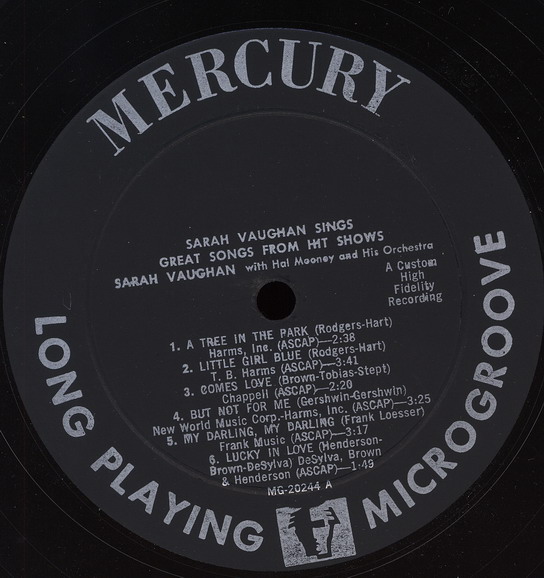 MERCURY
SARAH VAUGHAN SINGS
GREAT SONGS FROM HIT SHOWS
SARAH VAUGHAN with Hal Mooney and His Orchestra
A Custom
High
Fidelity
Recording
1. A TREE IN THE PARK (Rodgers-Hart)
Harms, Inc. (ASCAP)—2:38
2. LITTLE GIRL BLUE (Rodgers-Hart)
T. B. Harms (ASCAP)—3:41
3. COMES LOVE (Brown-Tobias-Stept)
Chappell (ASCAP)—2:20
4. BUT NOT FOR ME (Gershwin-Gershwin)
New World Music Corp.-Harms, Inc. (ASCAP)—3:25
5. MY DARLING, MY DARLING (Frank Loesser)
Frank Music (ASCAP)—3:17
6. LUCKY IN LOVE (Henderson-
Brown-DeSylva) DeSylva, Brown
& Henderson (ASCAP)—1:49
MG-20244 A
LONG PLAYING MICROGROOVE